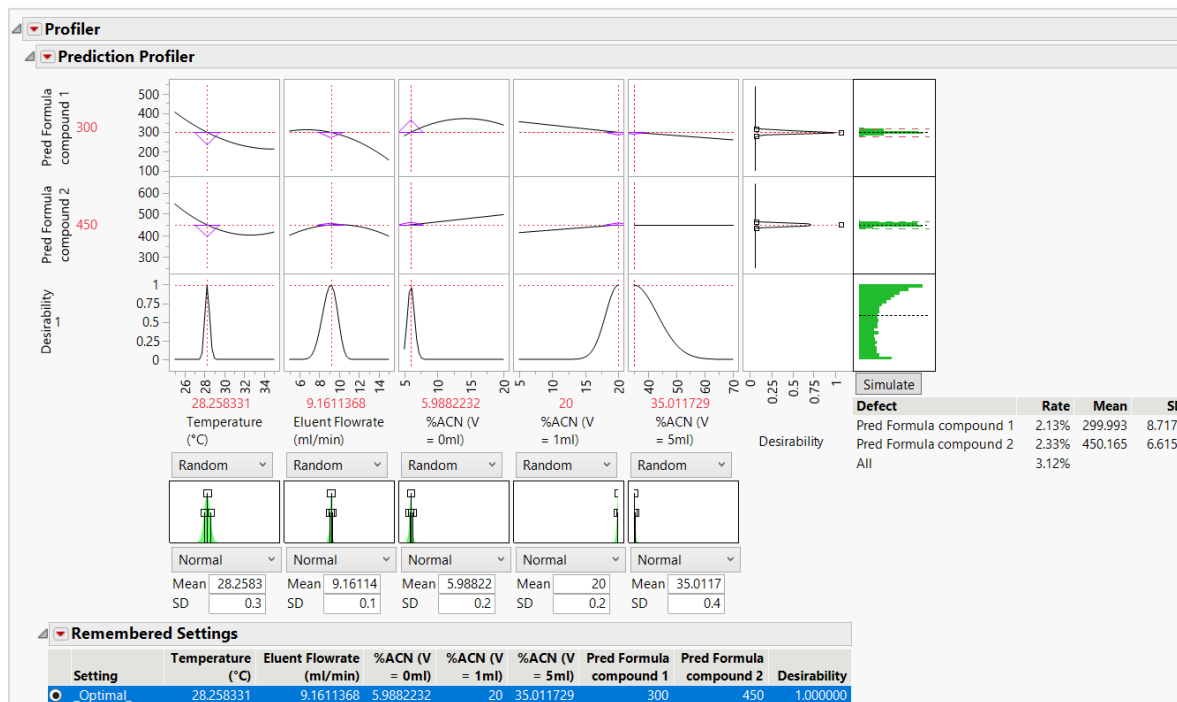 Profiler
Prediction Profiler
Pred Formula
compound 1
300
500
400
300
200
100
Pred Formula
compound 2
450
600
500
400
300
Desirability
1
1
0.75
0.5
0.25
0
26 28 30 32 34
6 8 10 12 14
5 10 15 20
5 10 15 20
40 50 60 70
0 0.25 0.5 0.75 1
28.258331
Temperature
(°C)
9.1611368
Eluent Flowrate
(ml/min)
5.9882232
%ACN (V
= 0ml)
20
%ACN (V
= 1ml)
35.011729
%ACN (V
= 5ml)
Desirability
Simulate
Defect Rate Mean
Pred Formula compound 1 2.13% 299.993 8.717
Pred Formula compound 2 2.33% 450.165 6.615
All 3.12%
Random Random Random Random Random
Normal Normal Normal Normal Normal
Mean 28.2583 Mean 9.16114 Mean 5.98822 Mean 20 Mean 35.0117
SD 0.3 SD 0.1 SD 0.2 SD 0.2 SD 0.4
Remembered Settings
Setting Temperature (°C) Eluent Flowrate (ml/min) %ACN (V = 0ml) %ACN (V = 1ml) %ACN (V = 5ml) Pred Formula compound 1 Pred Formula compound 2 Desirability
_Optimal_ 28.258331 9.1611368 5.9882232 20 35.011729 300 450 1.000000